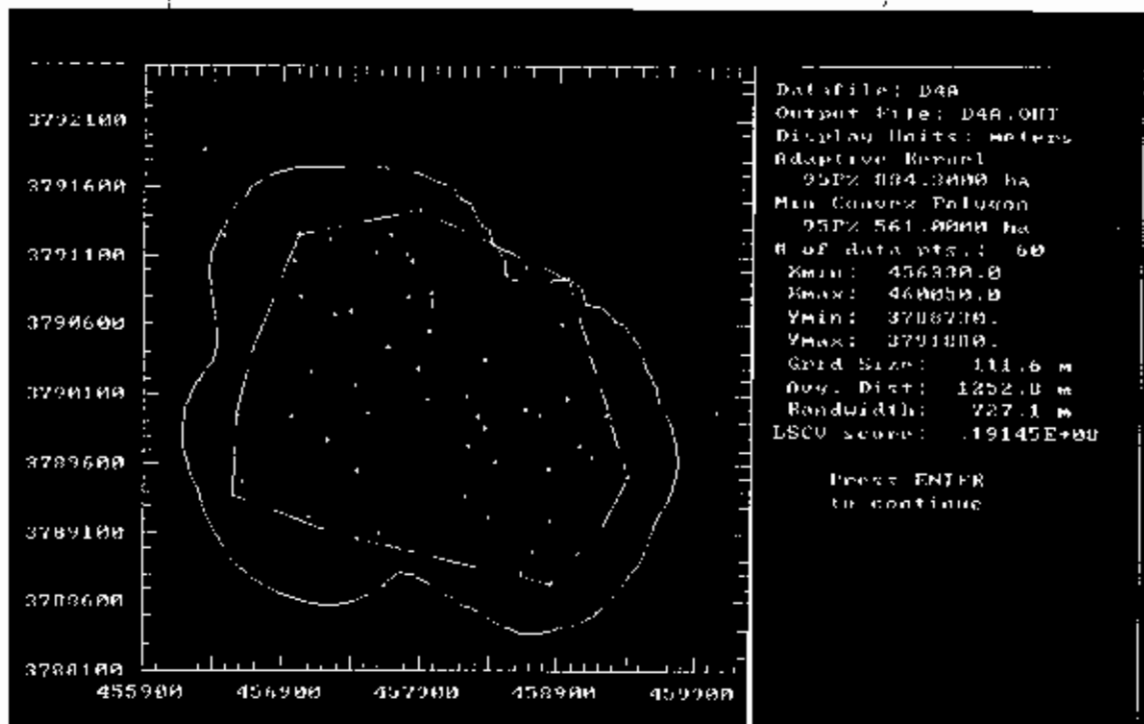 3792100
3791600
3791100
3790600
3790100
3789600
3789100
3788600
3788100
455900 456900 457900 458900 459900
Datafile: D4A
Output File: D4A.OUT
Display Units: meters
Adaptive Kernel
95P% 884.3000 ha
Min Convex Polygon
95P% 561.0000 ha
# of data pts.: 60
Xmin: 456330.0
Xmax: 460050.0
Ymin: 3788730.
Ymax: 3791880.
Grid Size: 111.6 m
Avg. Dist: 1252.8 m
Bandwidth: 727.1 m
LSCV score: .19145E+08
Press ENTER
to continue